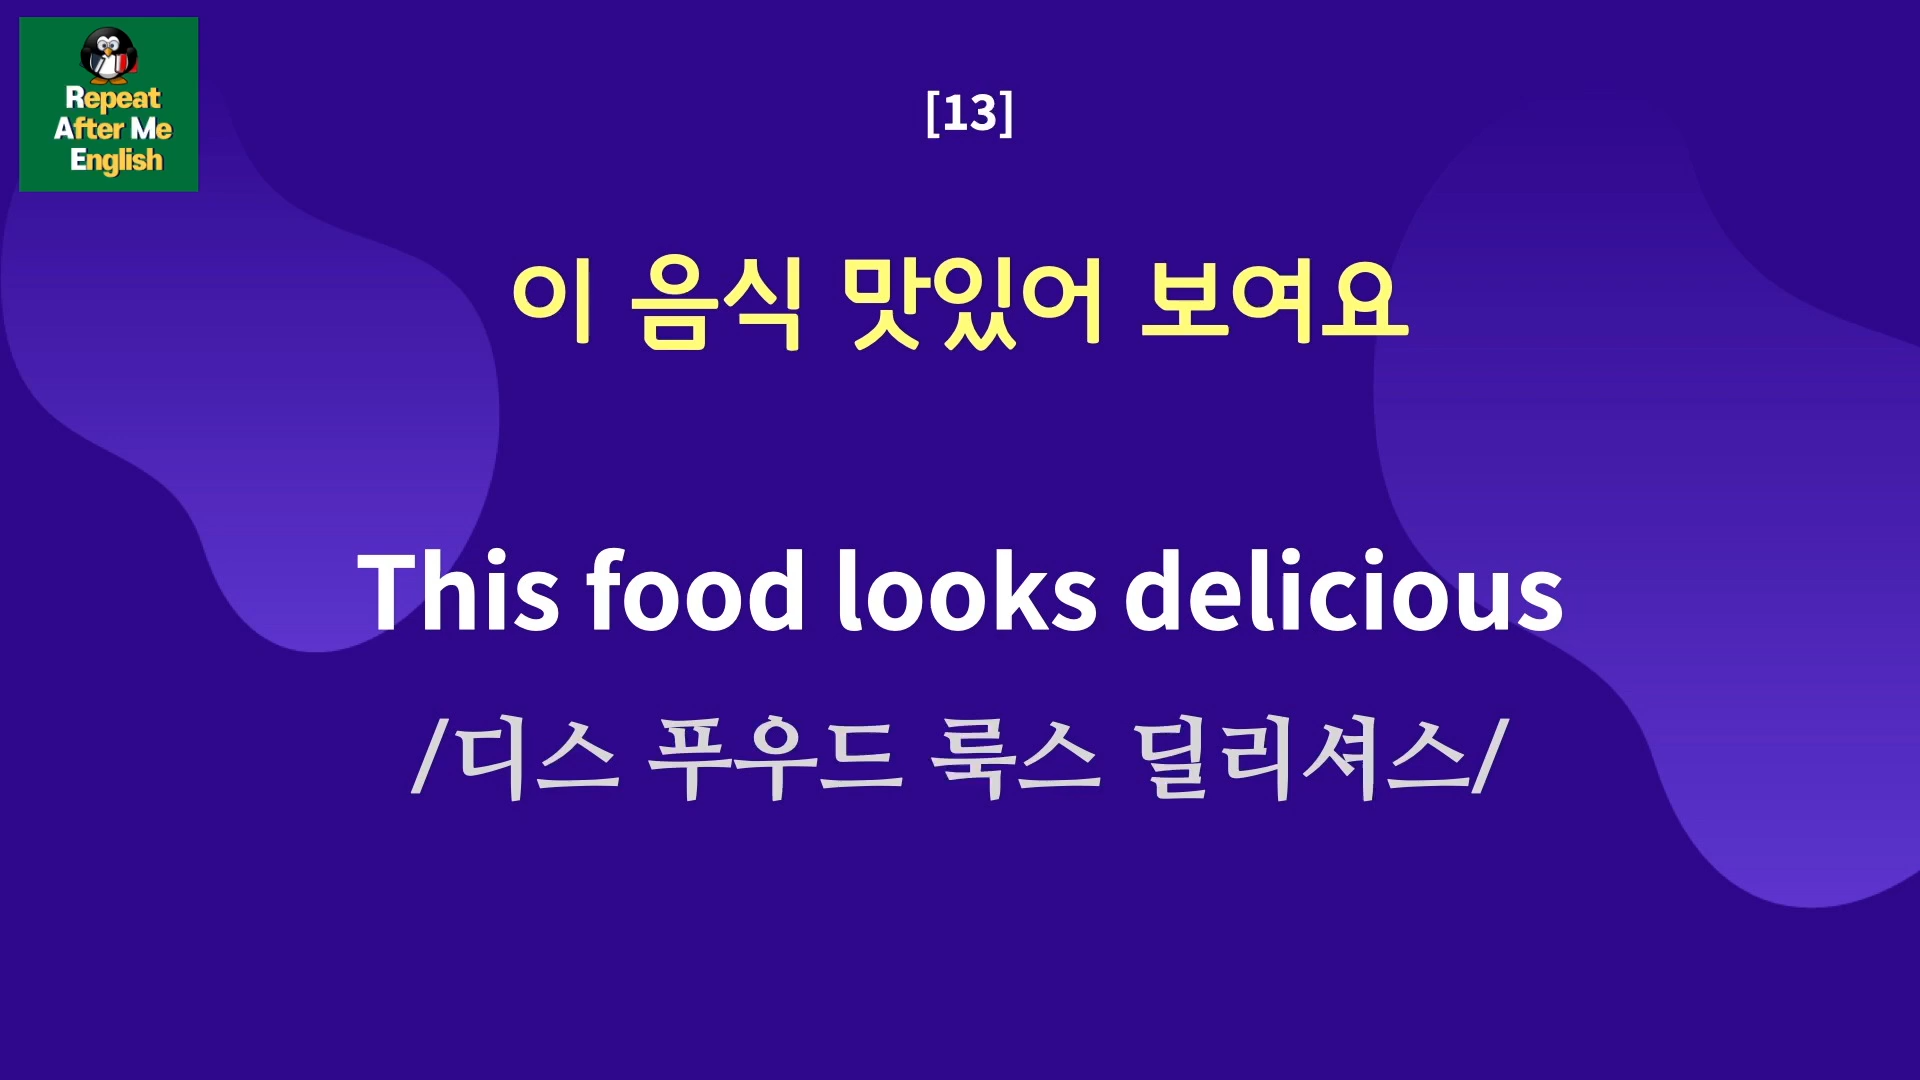 Repeat
After Me
English
[13]
이 음식 맛있어 보여요
This food looks delicious
/디스 푸우드 룩스 딜리셔스/